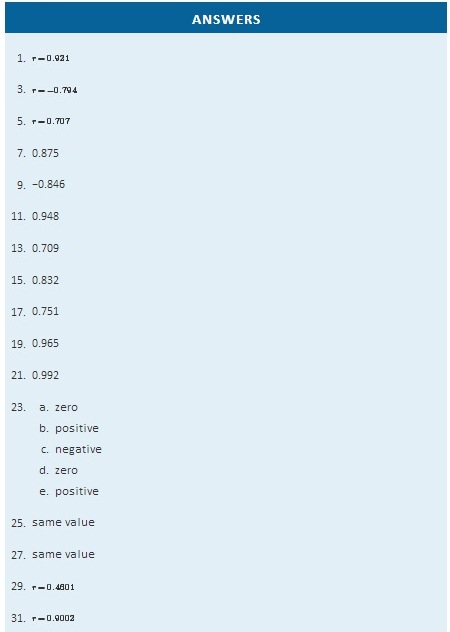 ANSWERS
1. r = 0.921
3. r = −0.794
5. r = 0.707
7. 0.875
9. −0.846
11. 0.948
13. 0.709
15. 0.832
17. 0.751
19. 0.965
21. 0.992
23. a. zero
b. positive
c. negative
d. zero
e. positive
25. same value
27. same value
29. r = 0.4601
31. r = 0.9002